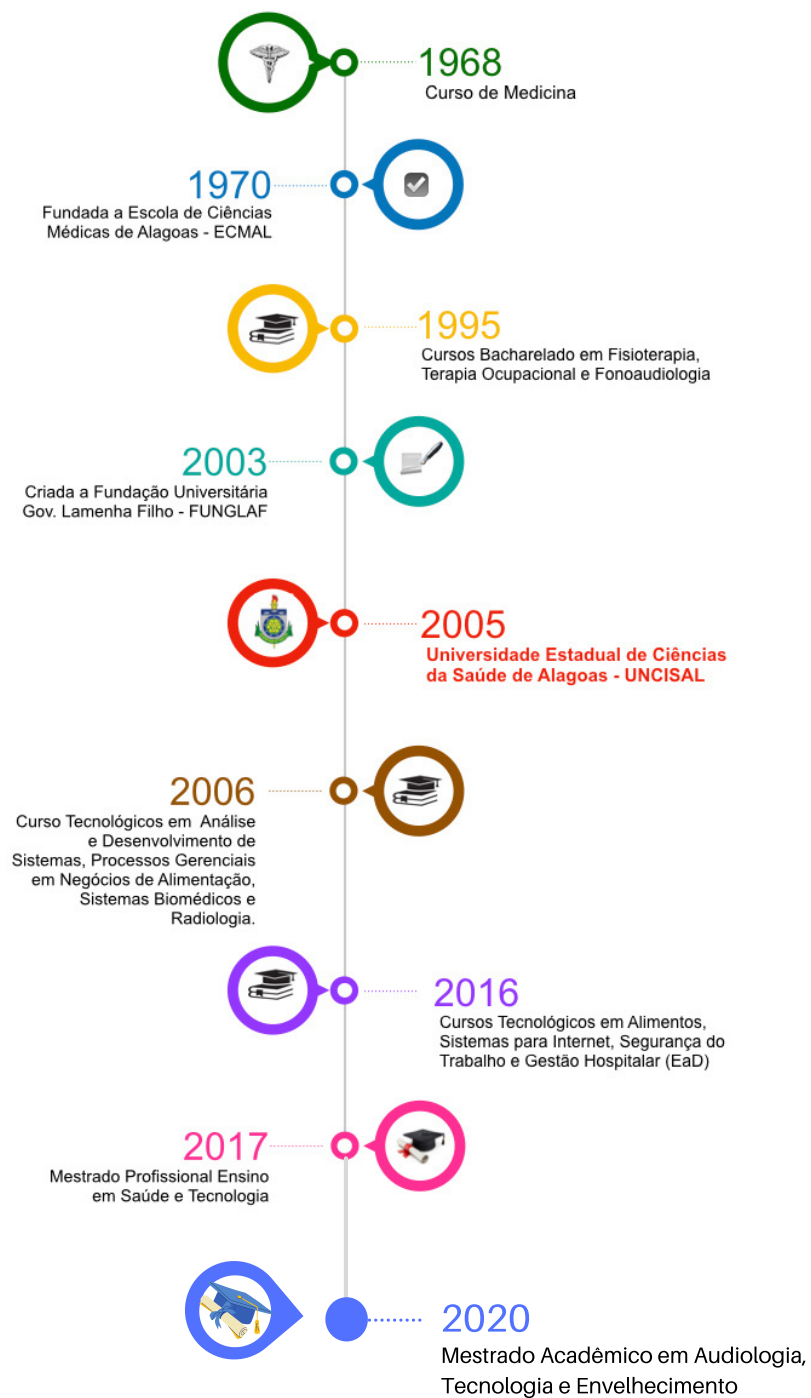 1968
Curso de Medicina
1970
Fundada a Escola de Ciências
Médicas de Alagoas - ECMAL
1995
Cursos Bacharelado em Fisioterapia,
Terapia Ocupacional e Fonoaudiologia
2003
Criada a Fundação Universitária
Gov. Lamenha Filho - FUNGLAF
2005
Universidade Estadual de Ciências
da Saúde de Alagoas - UNCISAL
2006
Curso Tecnológicos em Análise
e Desenvolvimento de
Sistemas, Processos Gerenciais
em Negócios de Alimentação,
Sistemas Biomédicos e
Radiologia.
2016
Cursos Tecnológicos em Alimentos,
Sistemas para Internet, Segurança do
Trabalho e Gestão Hospitalar (EaD)
2017
Mestrado Profissional Ensino
em Saúde e Tecnologia
2020
Mestrado Acadêmico em Audiologia,
Tecnologia e Envelhecimento